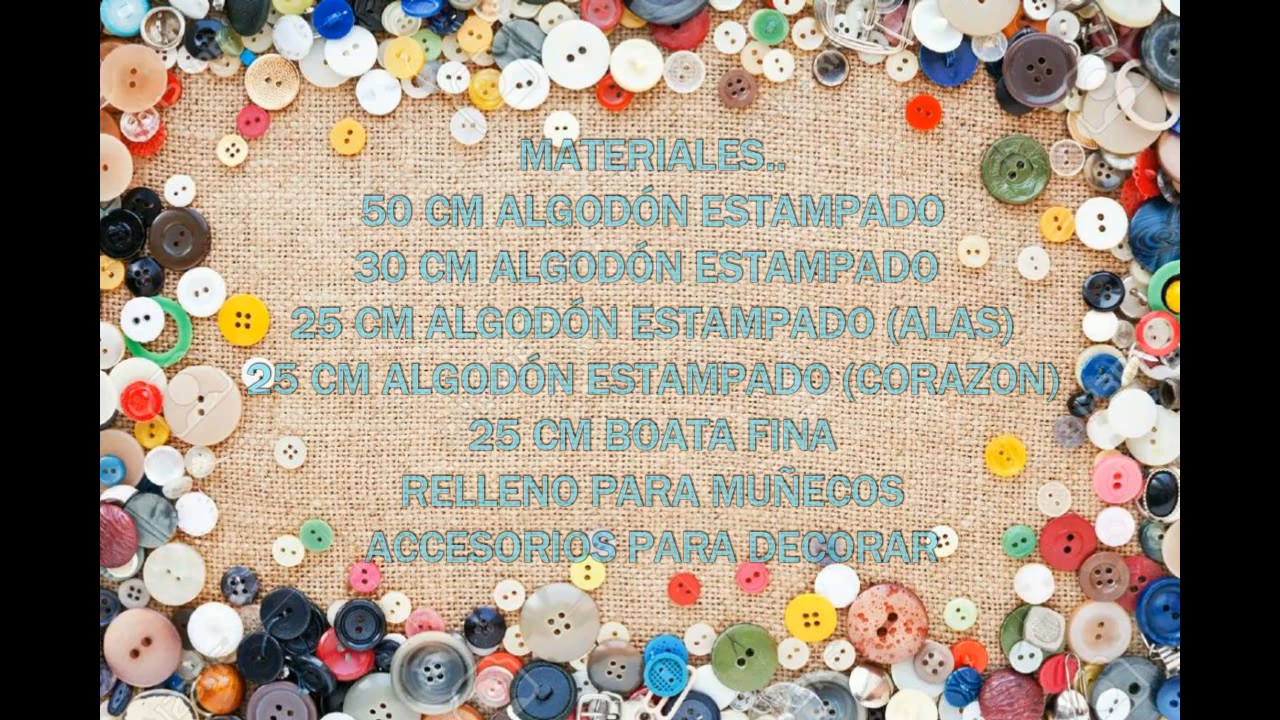 MATERIALES..
50 CM ALGODÓN ESTAMPADO
30 CM ALGODÓN ESTAMPADO
25 CM ALGODÓN ESTAMPADO (ALAS)
25 CM ALGODÓN ESTAMPADO (CORAZON)
25 CM BOATA FINA
RELLENO PARA MUÑECOS
ACCESORIOS PARA DECORAR